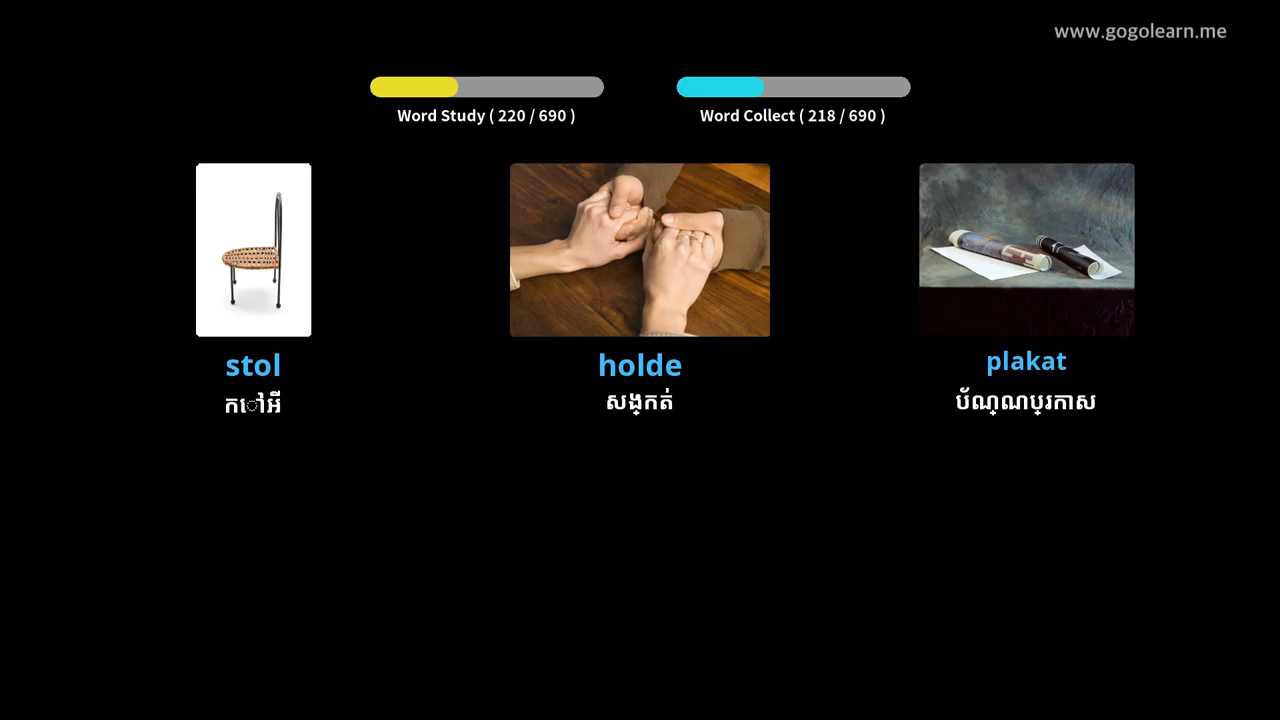 www.gogolearn.me
Word Study ( 220 / 690 )
Word Collect ( 218 / 690 )
stol
holde
plakat
កៅអី
សង្កត់
ប័ណ្ណប្រកាស